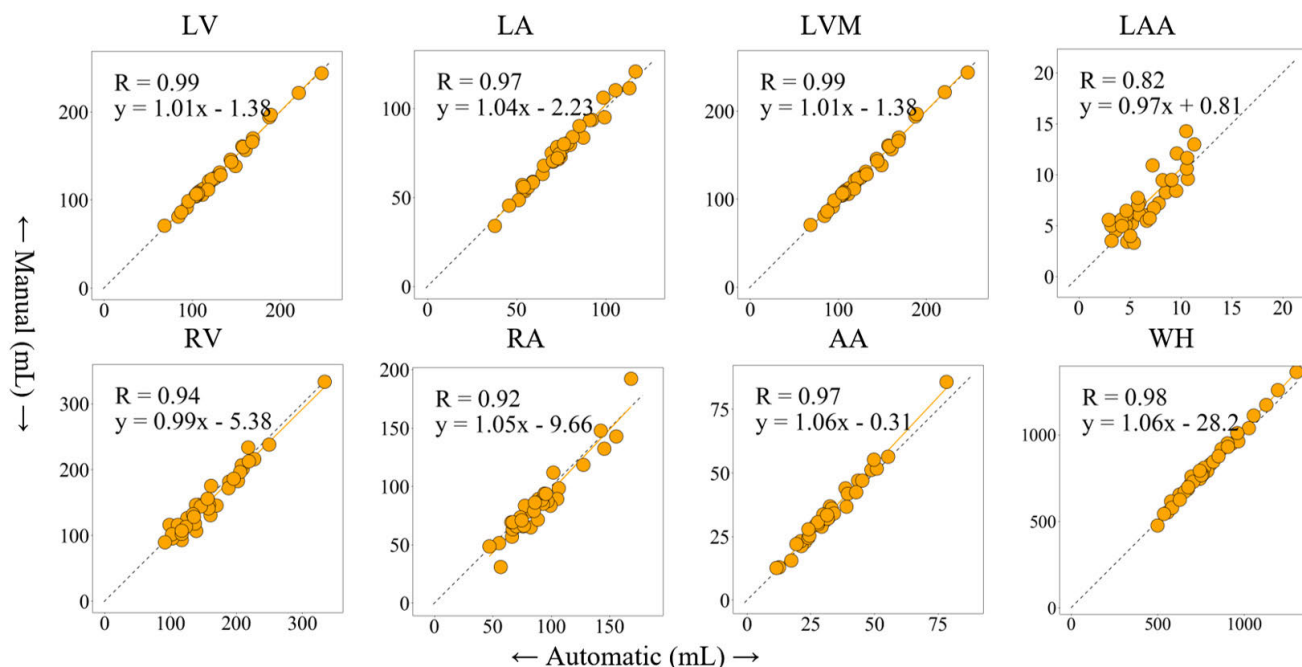 LV
LA
LVM
LAA
R = 0.99
y = 1.01x - 1.38
200
100
0
0
100
200
R = 0.97
y = 1.04x - 2.23
100
50
0
0
50
100
R = 0.99
y = 1.01x - 1.38
200
100
0
0
100
200
R = 0.82
y = 0.97x + 0.81
20
15
10
5
0
0
5
10
15
20
← Manual (mL) →
RV
RA
AA
WH
R = 0.94
y = 0.99x - 5.38
300
200
100
0
0
100
200
300
R = 0.92
y = 1.05x - 9.66
200
150
100
50
0
0
50
100
150
R = 0.97
y = 1.06x - 0.31
75
50
25
0
0
25
50
75
R = 0.98
y = 1.06x - 28.2
1000
500
0
0
500
1000
← Automatic (mL) →